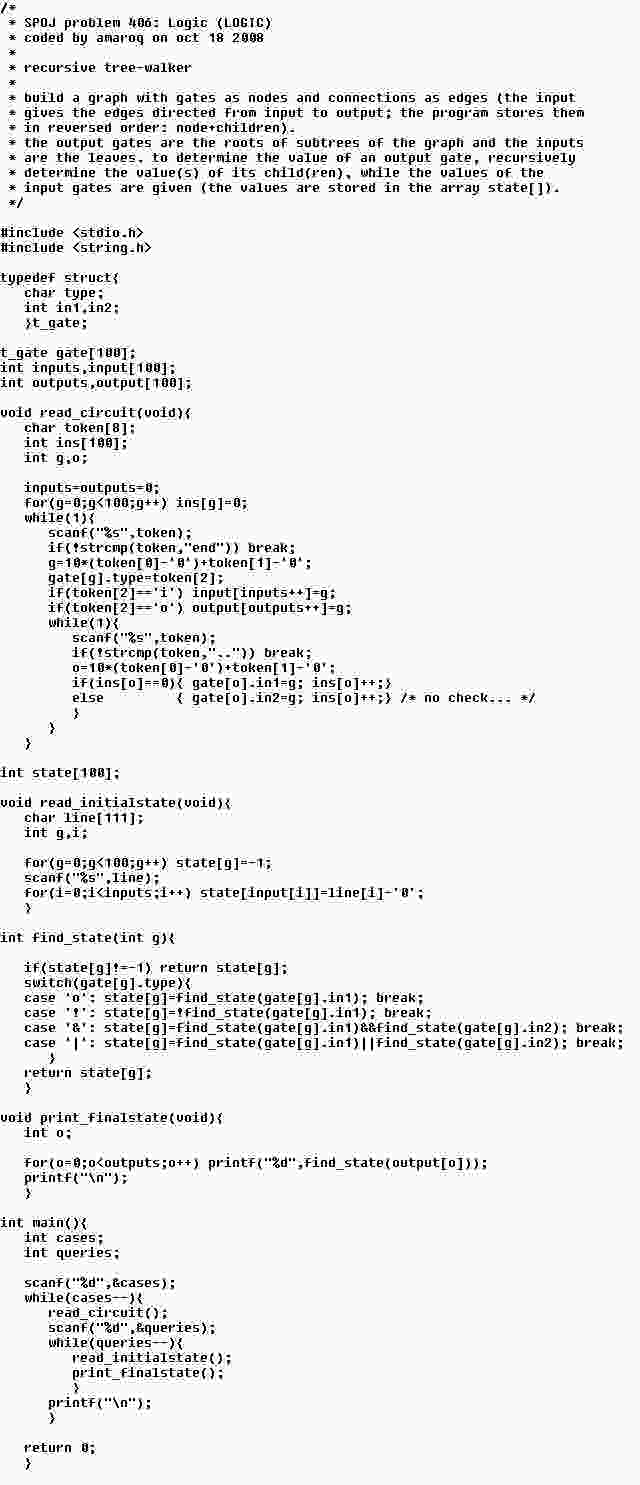 /*
 * SPOJ problem 406: Logic (LOGIC)
 * coded by amaroq on oct 18 2008
 *
 * recursive tree-walker
 *
 * build a graph with gates as nodes and connections as edges (the input
 * gives the edges directed from input to output; the program stores them
 * in reversed order: node+children).
 * the output gates are the roots of subtrees of the graph and the inputs
 * are the leaves. to determine the value of an output gate, recursively
 * determine the value(s) of its child(ren), while the values of the
 * input gates are given (the values are stored in the array state[]).
 */

#include <stdio.h>
#include <string.h>

typedef struct{
   char type;
   int in1,in2;
   }t_gate;

t_gate gate[100];
int inputs,input[100];
int outputs,output[100];

void read_circuit(void){
   char token[8];
   int ins[100];
   int g,o;

   inputs=outputs=0;
   for(g=0;g<100;g++) ins[g]=0;
   while(1){
      scanf("%s",token);
      if(!strcmp(token,"end")) break;
      g=10*(token[0]-'0')+token[1]-'0';
      gate[g].type=token[2];
      if(token[2]=='i') input[inputs++]=g;
      if(token[2]=='o') output[outputs++]=g;
      while(1){
         scanf("%s",token);
         if(!strcmp(token,"..")) break;
         o=10*(token[0]-'0')+token[1]-'0';
         if(ins[o]==0){ gate[o].in1=g; ins[o]++;}
         else         { gate[o].in2=g; ins[o]++;} /* no check... */
         }
      }
   }

int state[100];

void read_initialstate(void){
   char line[111];
   int g,i;

   for(g=0;g<100;g++) state[g]=-1;
   scanf("%s",line);
   for(i=0;i<inputs;i++) state[input[i]]=line[i]-'0';
   }

int find_state(int g){

   if(state[g]!=-1) return state[g];
   switch(gate[g].type){
   case 'o': state[g]=find_state(gate[g].in1); break;
   case '!': state[g]=!find_state(gate[g].in1); break;
   case '&': state[g]=find_state(gate[g].in1)&&find_state(gate[g].in2); break;
   case '|': state[g]=find_state(gate[g].in1)||find_state(gate[g].in2); break;
      }
   return state[g];
   }

void print_finalstate(void){
   int o;

   for(o=0;o<outputs;o++) printf("%d",find_state(output[o]));
   printf("\n");
   }

int main(){
   int cases;
   int queries;

   scanf("%d",&cases);
   while(cases--){
      read_circuit();
      scanf("%d",&queries);
      while(queries--){
         read_initialstate();
         print_finalstate();
         }
      printf("\n");
      }

   return 0;
   }